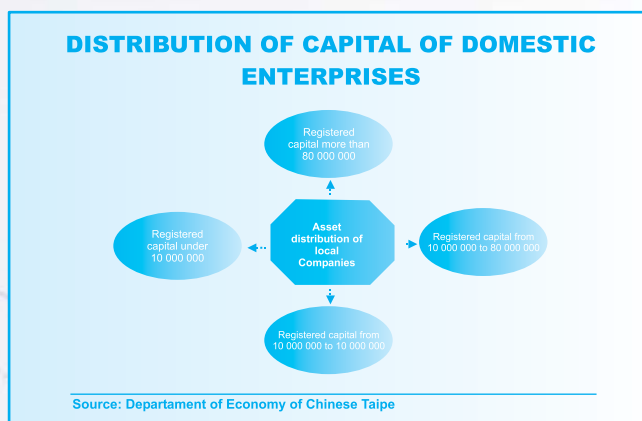 DISTRIBUTION OF CAPITAL OF DOMESTIC
ENTERPRISES
Registered
capital more than
80 000 000
Registered
capital under
10 000 000
Asset
distribution of
local
Companies
Registered capital from
10 000 000 to 80 000 000
Registered capital from
10 000 000 to 10 000 000
Source: Departament of Economy of Chinese Taipe